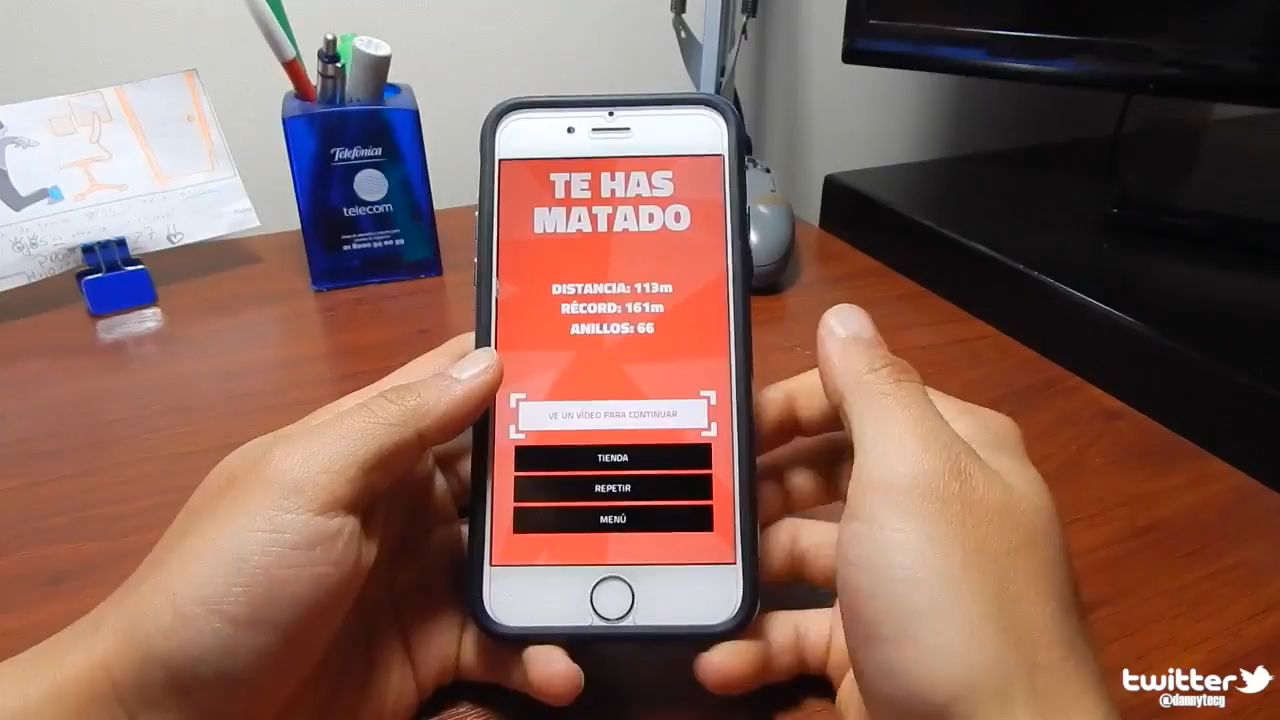 Telefónica
telecom
TE HAS
MATADO
DISTANCIA: 113m
RÉCORD: 161m
ANILLOS: 66
VE UN VÍDEO PARA CONTINUAR
TIENDA
REPETIR
MENÚ
twitter
@dannytecg